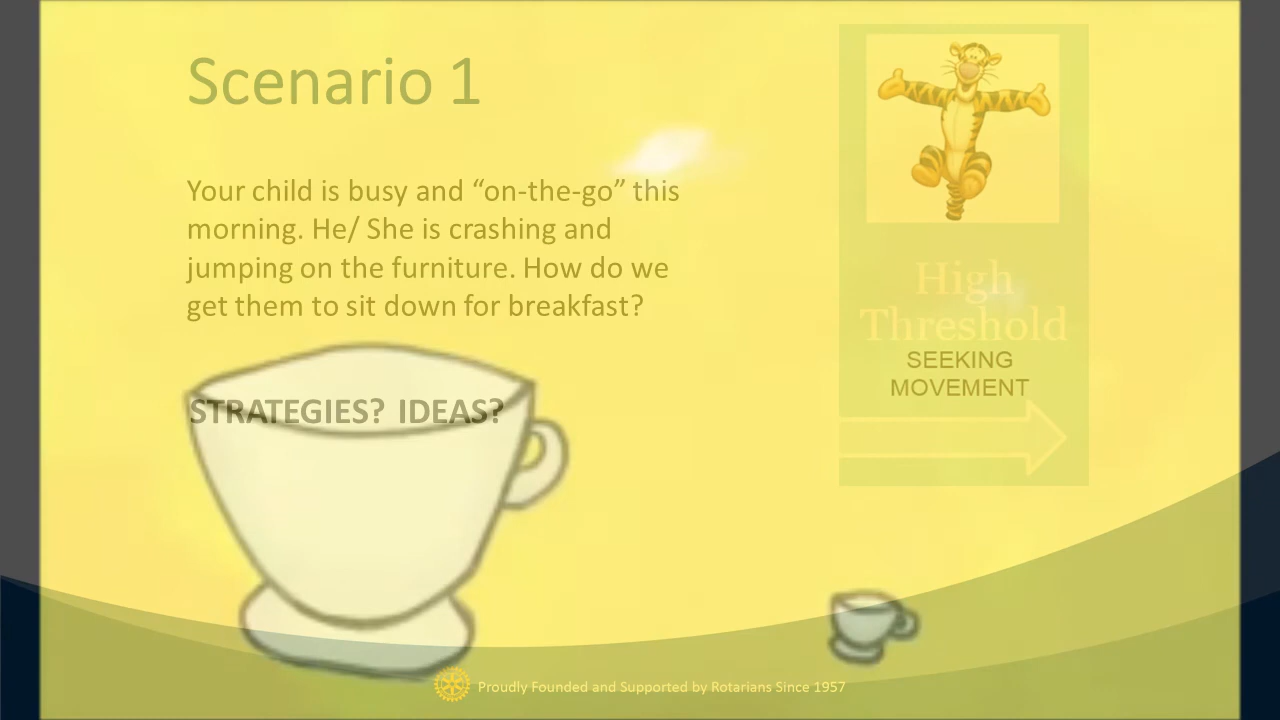 Scenario 1
Your child is busy and “on-the-go” this
morning. He/ She is crashing and
jumping on the furniture. How do we
get them to sit down for breakfast?
STRATEGIES? IDEAS?
High
Threshold
SEEKING
MOVEMENT
Proudly Founded and Supported by Rotarians Since 1957